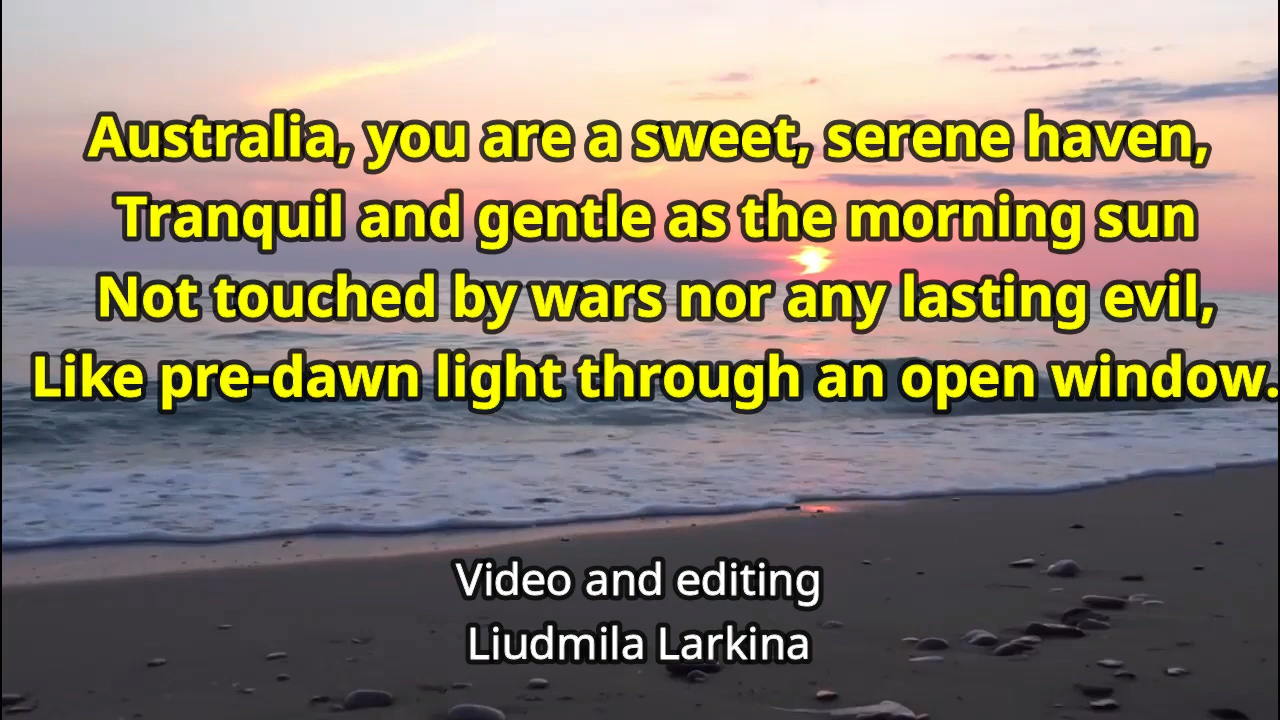 Australia, you are a sweet, serene haven,
Tranquil and gentle as the morning sun
Not touched by wars nor any lasting evil,
Like pre-dawn light through an open window.
Video and editing
Liudmila Larkina